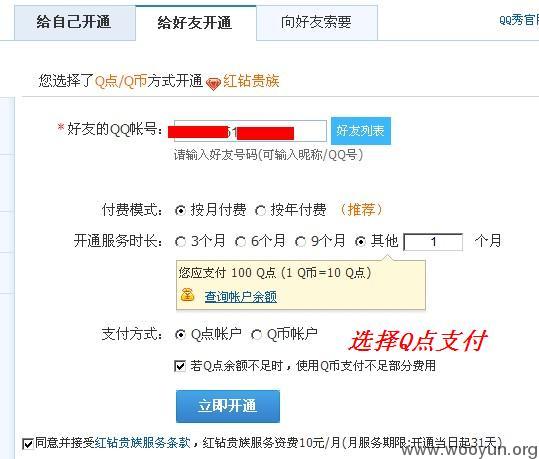 给自己开通 给好友开通 向好友索要 QQ秀官
您选择了Q点/Q币方式开通 红钻贵族
*好友的QQ帐号: 好友列表
请输入好友号码(可输入昵称/QQ号)
付费模式: 按月付费 按年付费 (推荐)
开通服务时长: 3个月 6个月 9个月 其他 1 个月
您应支付 100 Q点 (1 Q币=10 Q点)
查询帐户余额
支付方式: Q点帐户 Q币帐户 选择Q点支付
若Q点余额不足时，使用Q币支付不足部分费用
立即开通
同意并接受红钻贵族服务条款，红钻贵族服务资费10元/月(月服务期限:开通当日起31天)
www.wooyun.org